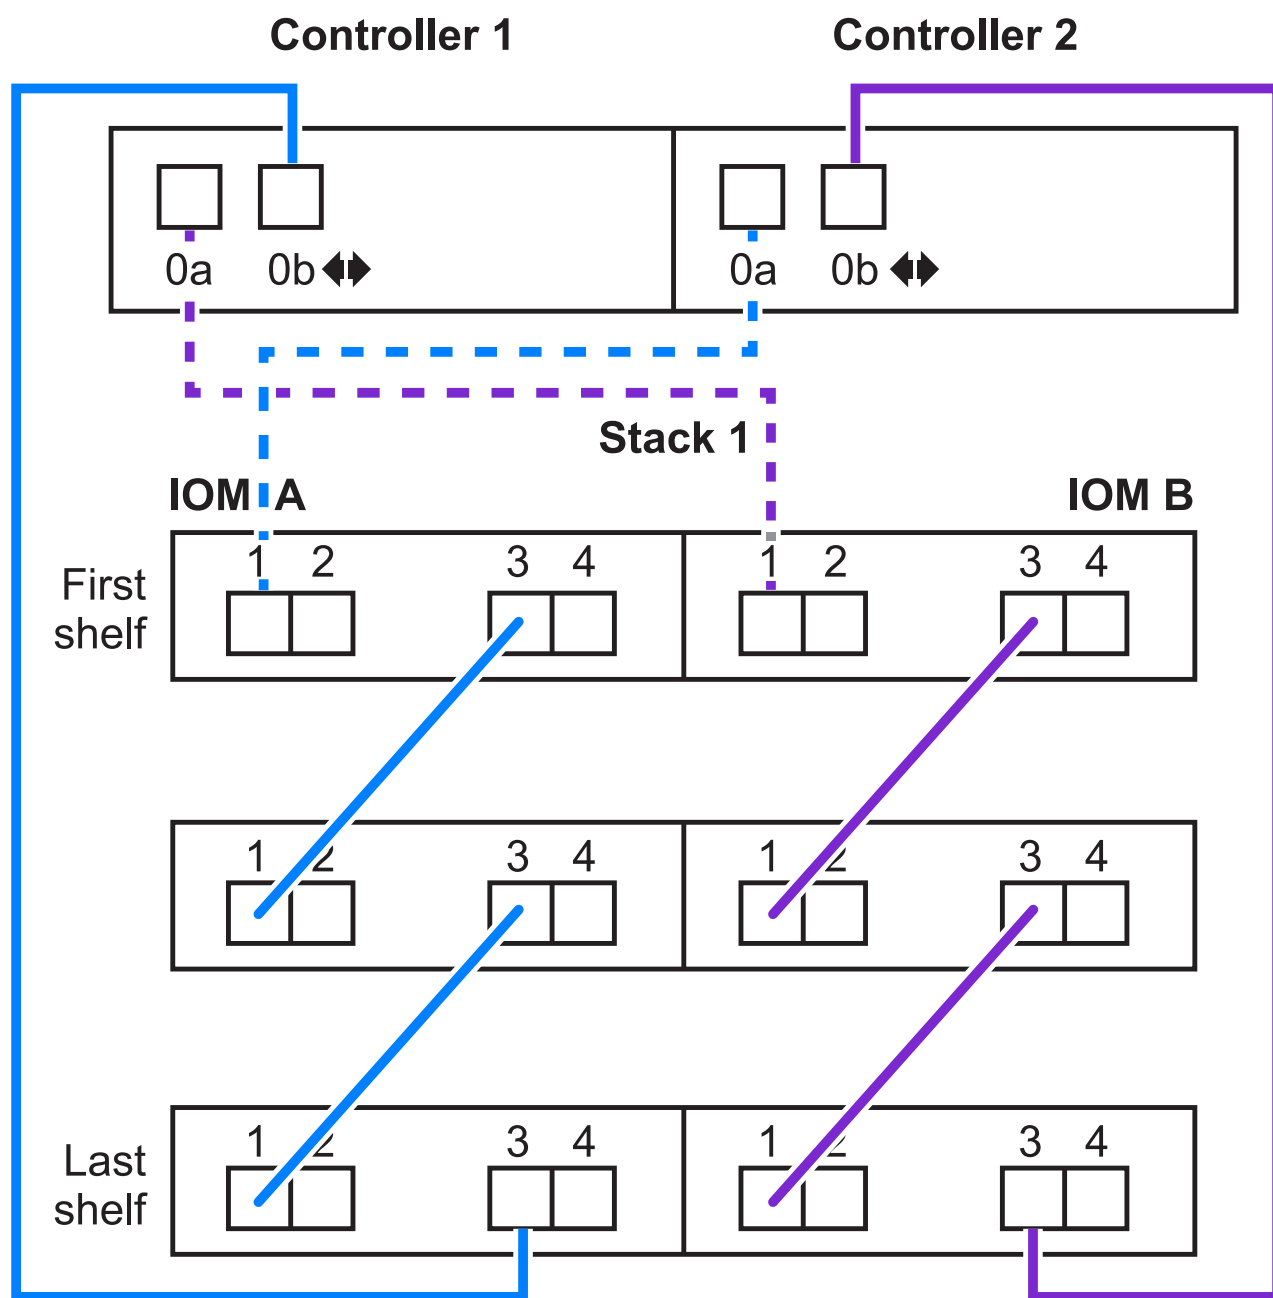 Controller 1 Controller 2
0a 0b 0a 0b
Stack 1
IOM A IOM B
1 2 3 4 1 2 3 4
First
shelf
1 2 3 4 1 2 3 4
1 2 3 4 1 2 3 4
Last
shelf